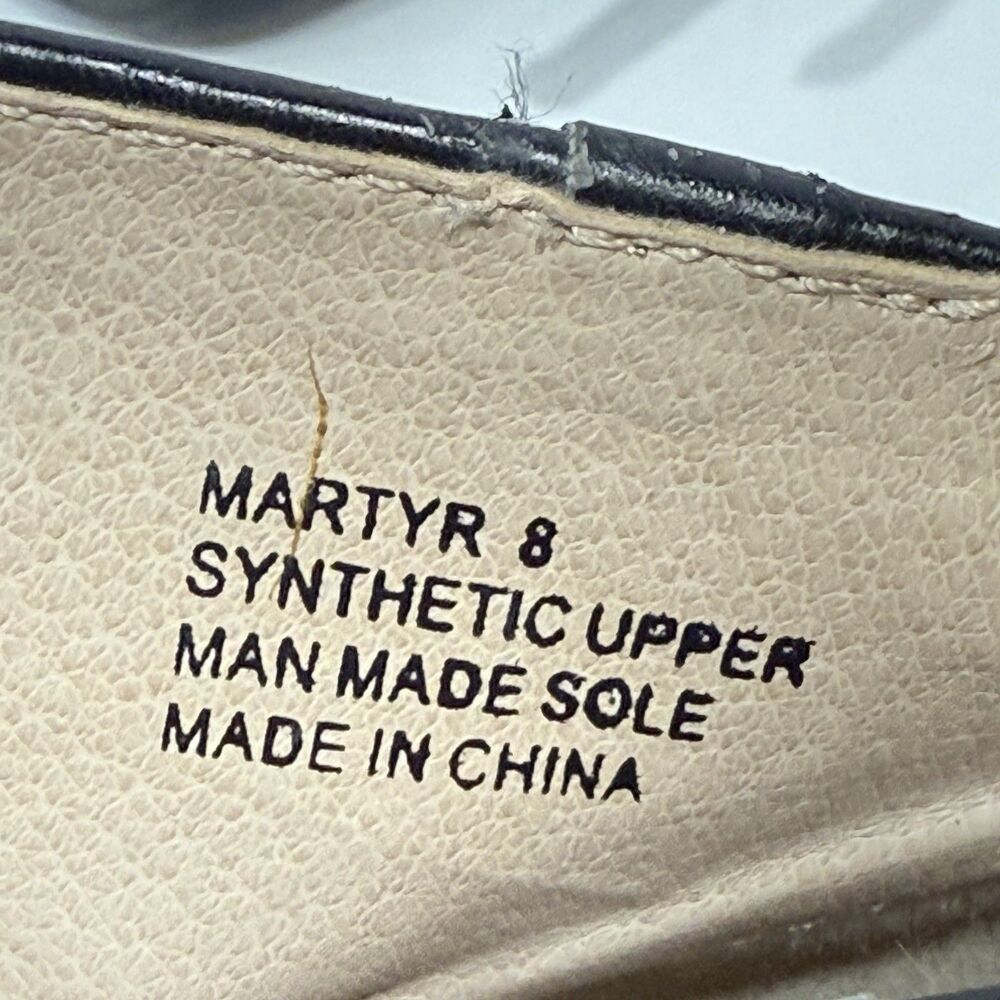 MARTYR 8
SYNTHETIC UPPER
MAN MADE SOLE
MADE IN CHINA